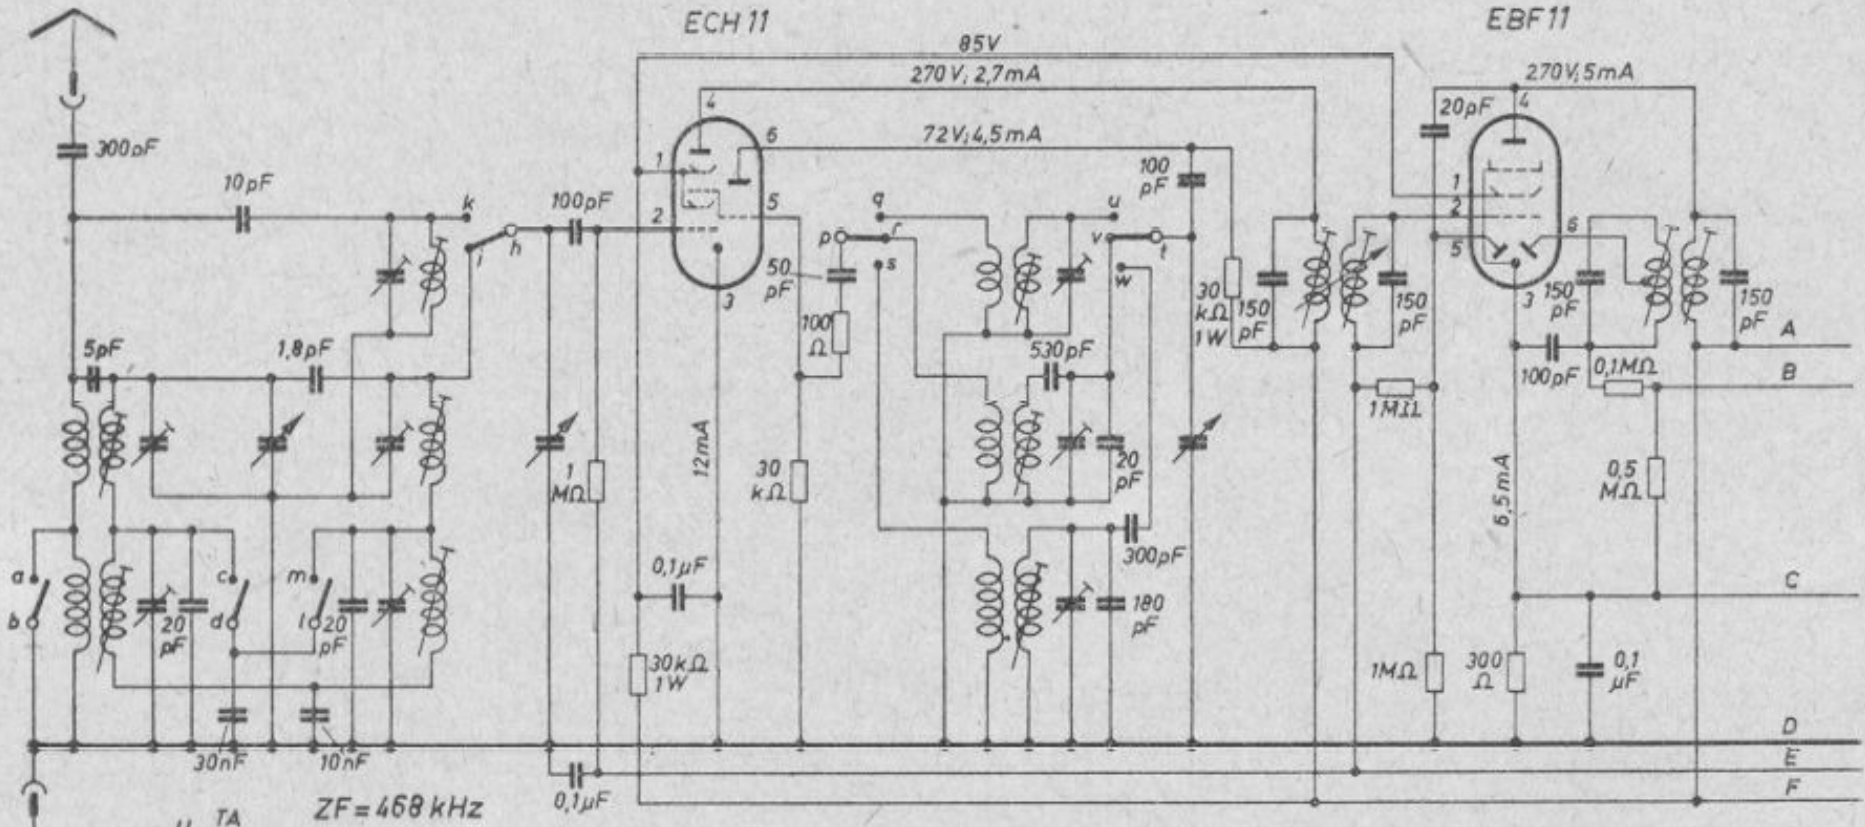 ECH 11
EBF 11
85V
270V; 2,7mA
270V; 5mA
4
6
4
20pF
72V; 4,5mA
300pF
1
100
pF
10pF
k
100pF
2
5
q
u
1
2
h
p
r
v
t
5
6
i
s
w
50
pF
3
30
kΩ
1W
150
pF
150
pF
3
150
pF
150
pF
100
Ω
A
5pF
1,8pF
530pF
100pF
0,1MΩ
B
1MΩ
1
MΩ
12mA
30
kΩ
20
pF
0,5
MΩ
6,5mA
300pF
a
c
m
0,1µF
C
b
20
pF
d
l
20
pF
180
pF
30kΩ
1W
1MΩ
300
Ω
0,1
µF
D
30nF
10nF
E
0,1µF
F
ZF = 468 kHz
TA